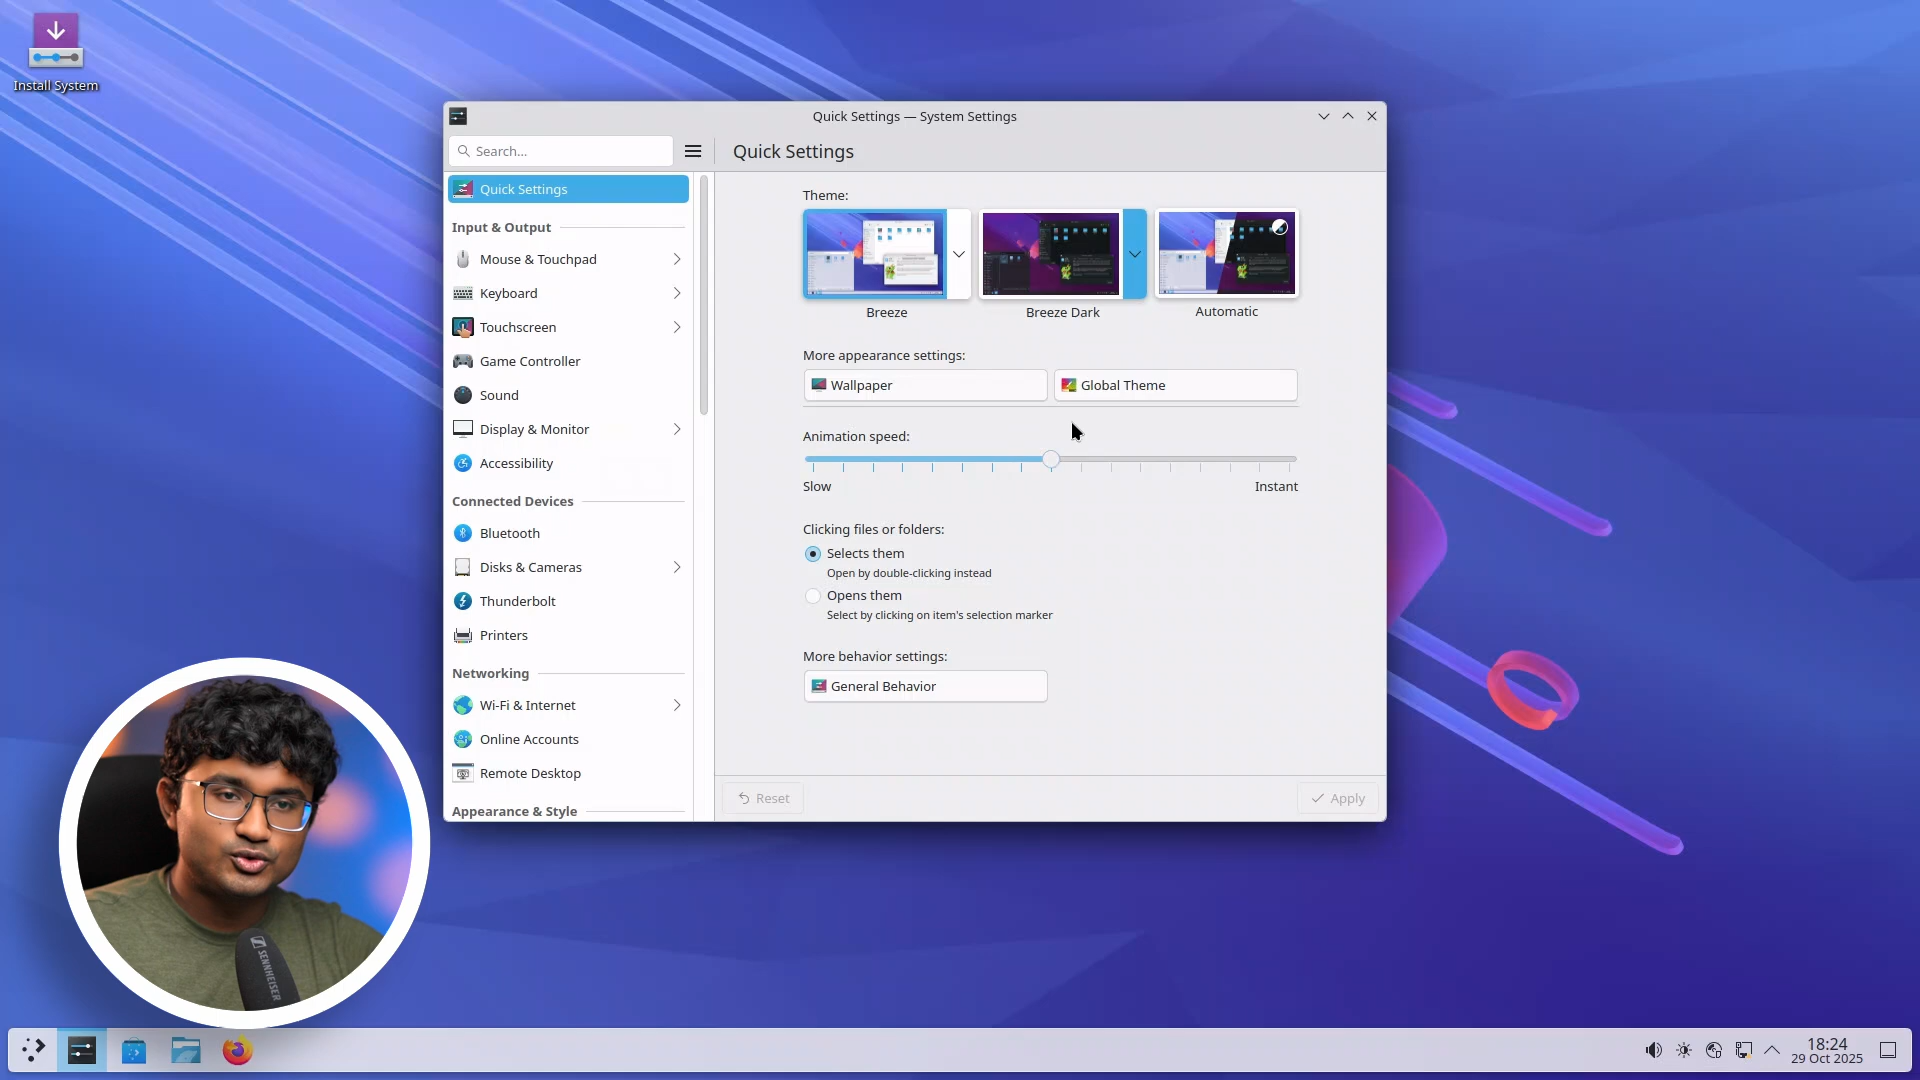 Install System
Quick Settings — System Settings
Search...
Quick Settings
Quick Settings
Input & Output
Mouse & Touchpad
Keyboard
Touchscreen
Game Controller
Sound
Display & Monitor
Accessibility
Connected Devices
Bluetooth
Disks & Cameras
Thunderbolt
Printers
Networking
Wi-Fi & Internet
Online Accounts
Remote Desktop
Appearance & Style
Theme:
Breeze
Breeze Dark
Automatic
More appearance settings:
Wallpaper
Global Theme
Animation speed:
Slow
Instant
Clicking files or folders:
Selects them
Open by double-clicking instead
Opens them
Select by clicking on item's selection marker
More behavior settings:
General Behavior
Reset
Apply
SENNHEISER
18:24
29 Oct 2025